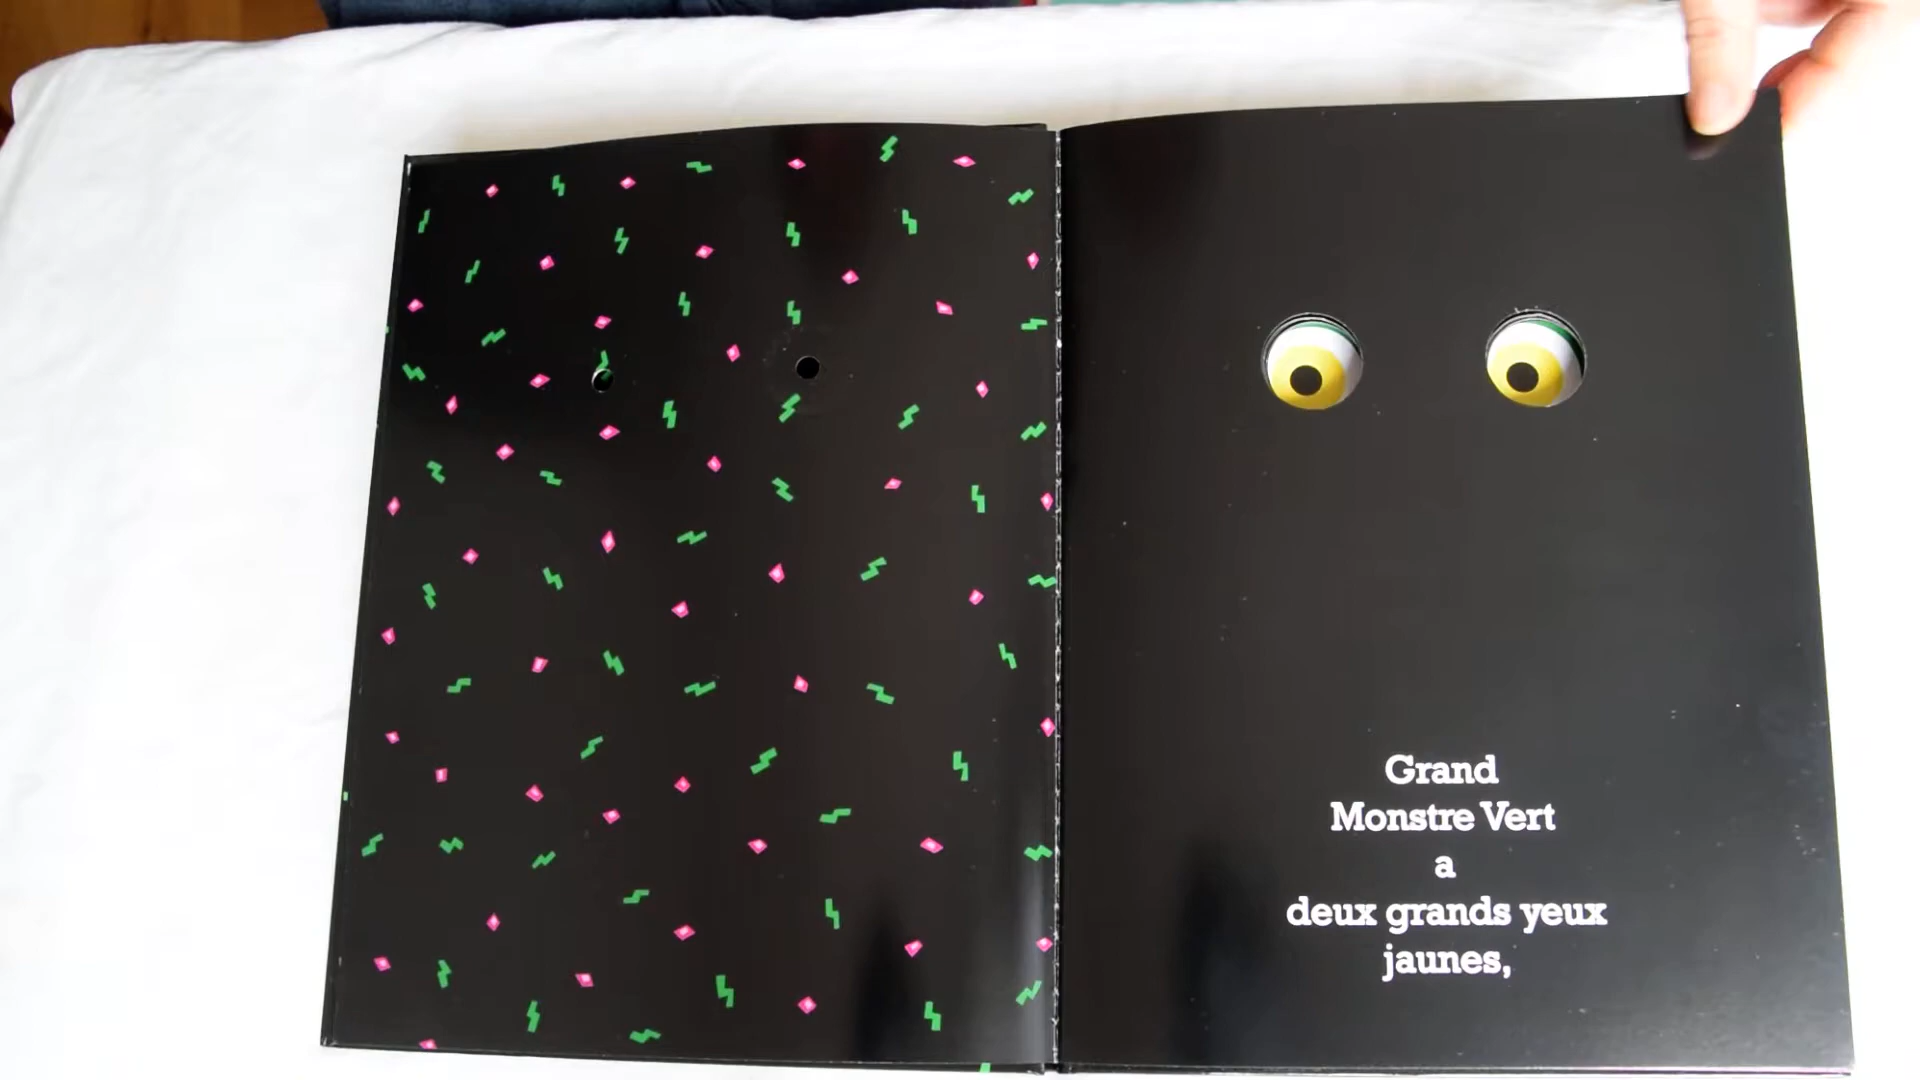 Grand
Monstre Vert
a
deux grands yeux
jaunes,